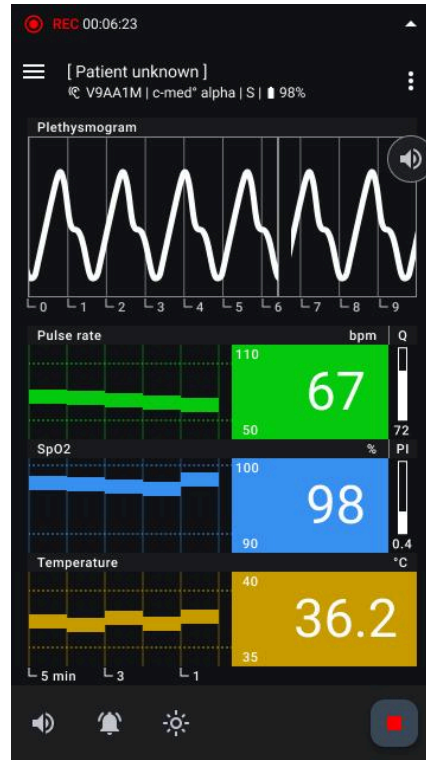 REC 00:06:23
[ Patient unknown ]
V9AA1M | c-med° alpha | S | 98%
Plethysmogram
0 1 2 3 4 5 6 7 8 9
Pulse rate bpm Q
110
67
50 72
SpO2 % PI
100
98
90 0.4
Temperature °C
40
36.2
35
5 min 3 1